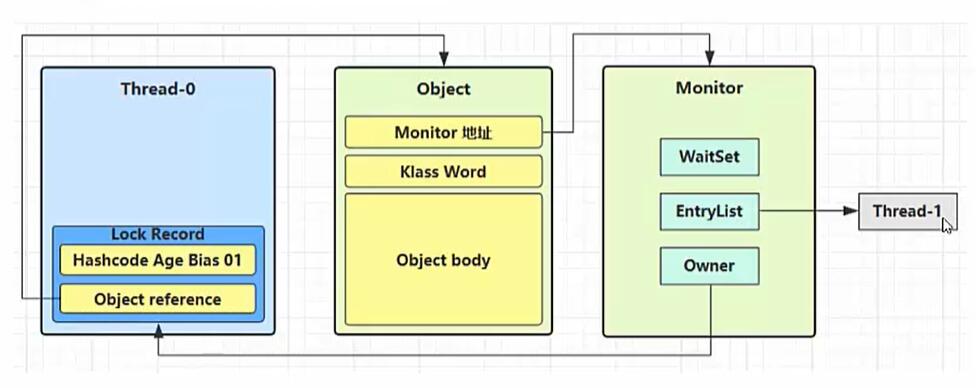 Thread-0
Lock Record
Hashcode Age Bias 01
Object reference
Object
Monitor 地址
Klass Word
Object body
Monitor
WaitSet
EntryList
Owner
Thread-1